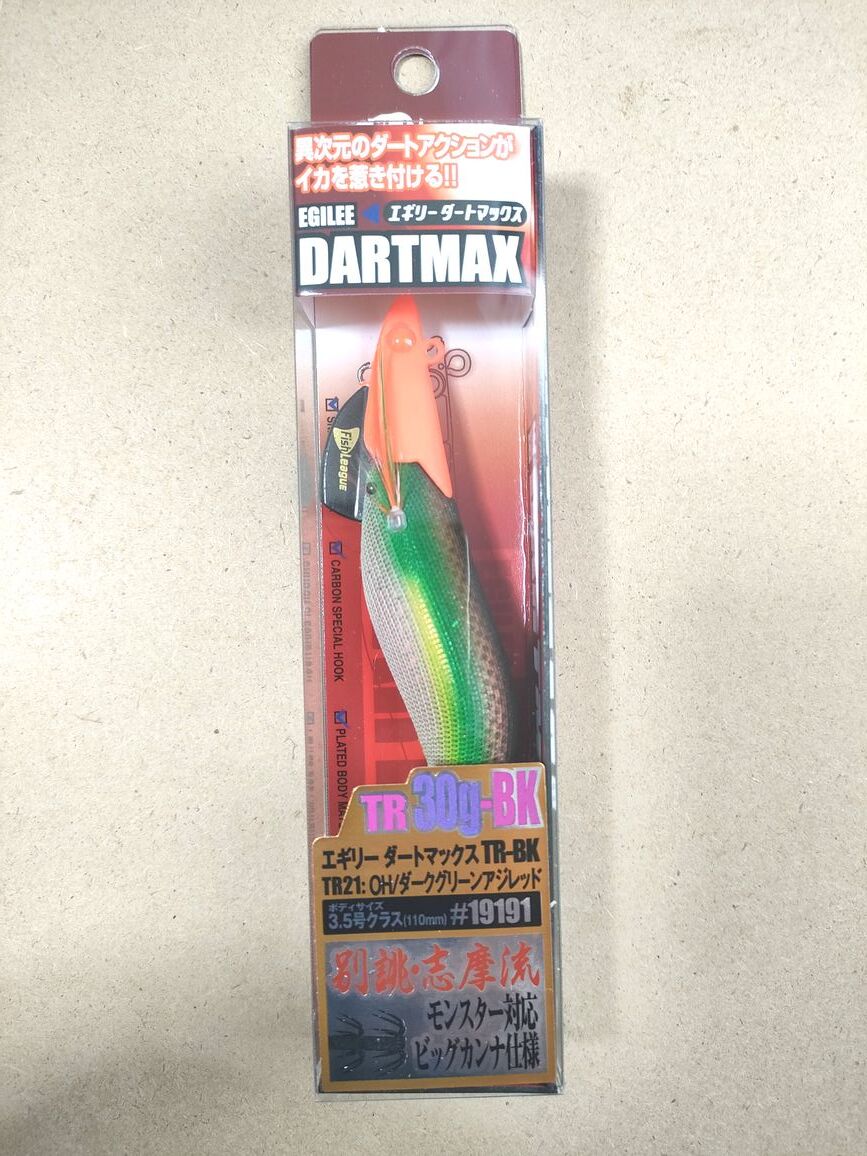 異次元のダートアクションが
イカを惹き付ける!!
EGILEE エギリー ダートマックス
DARTMAX
Fish League
CARBON SPECIAL HOOK
PLATED BODY
TR 30g-BK
エギリー ダートマックス TR-BK
TR21: OH/ダークグリーンアジレッド
ボディサイズ
3.5号クラス(110mm) #19191
別誂・志摩流
モンスター対応
ビッグカンナ仕様